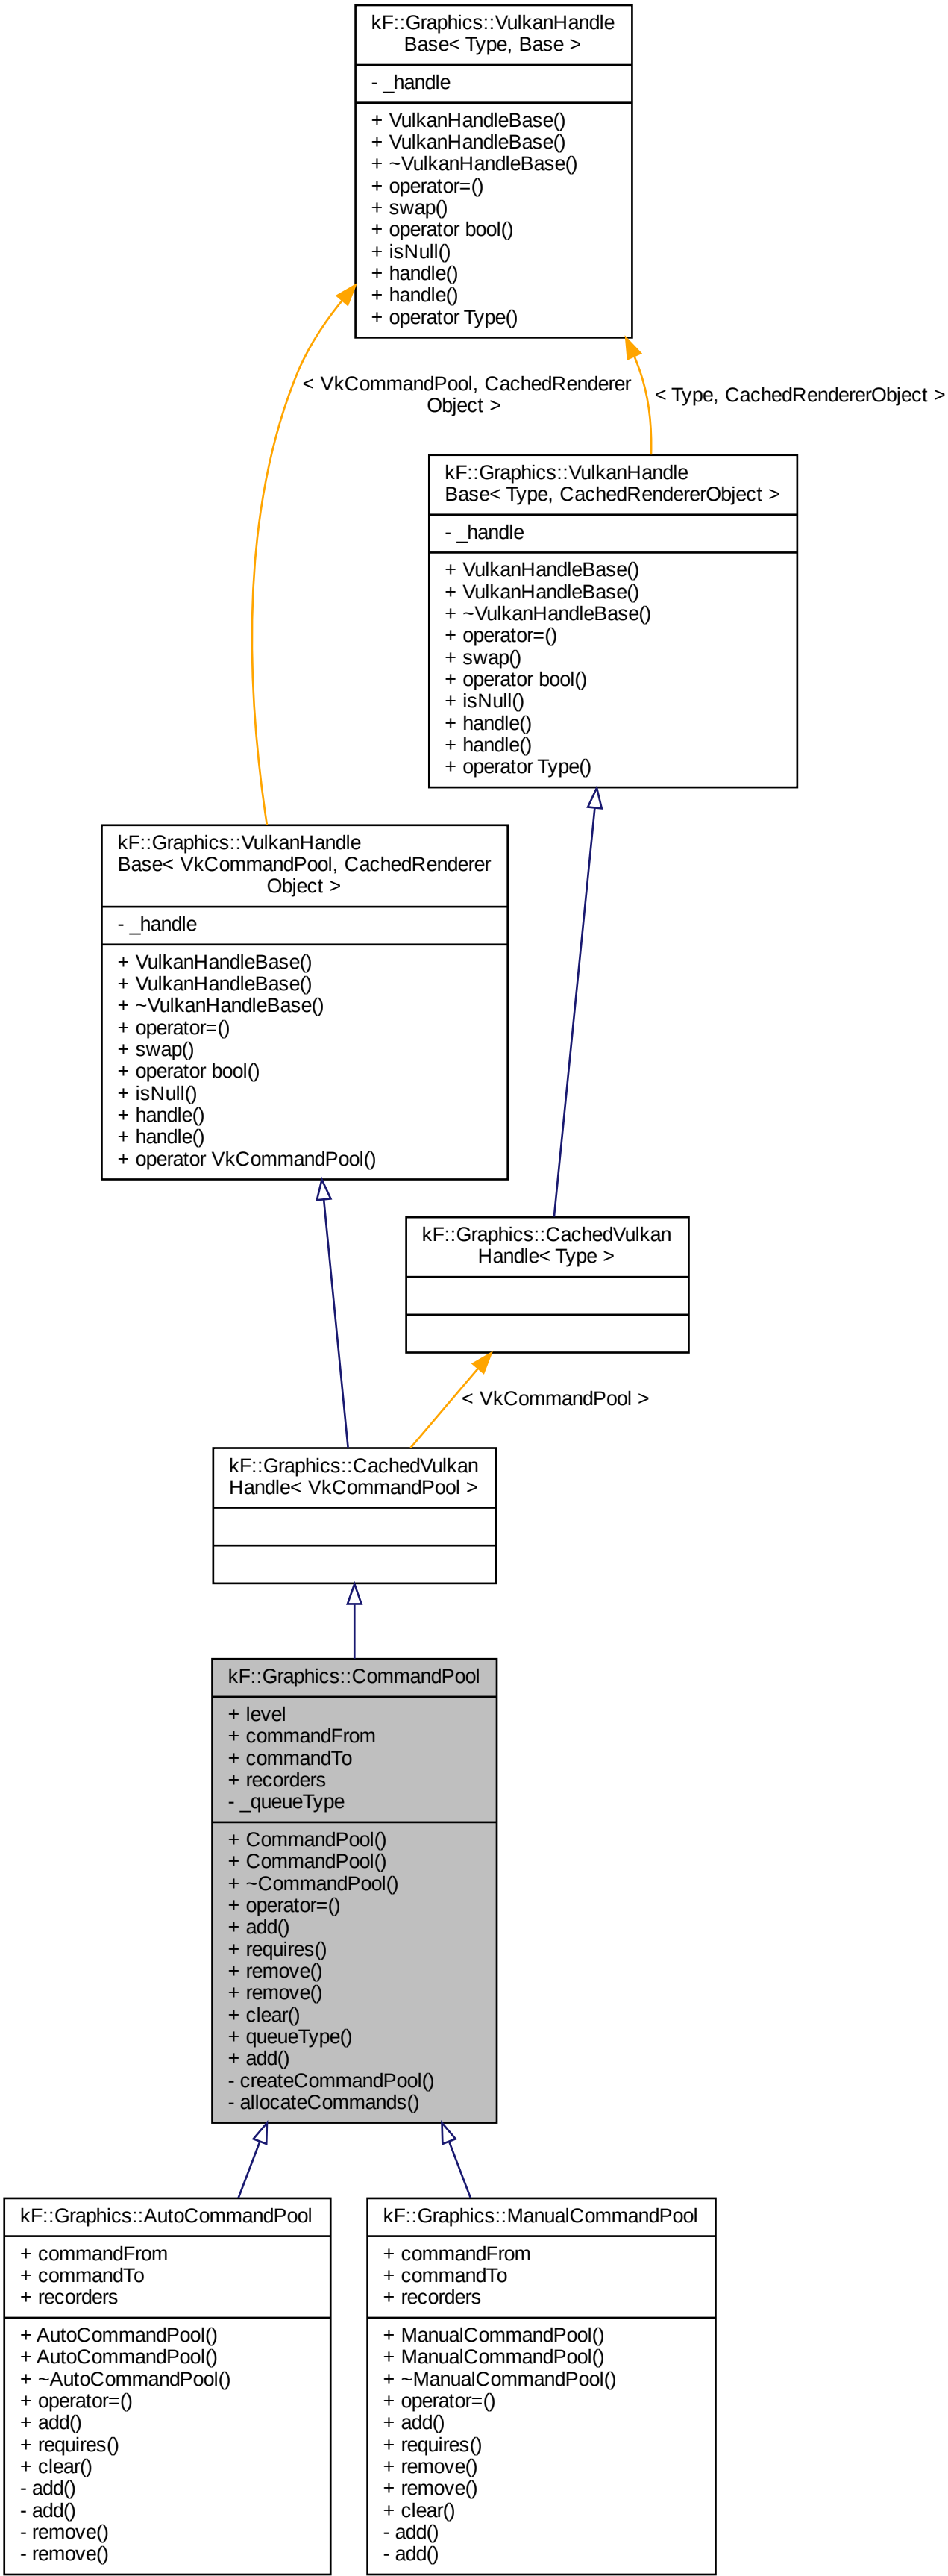 kF::Graphics::VulkanHandle
Base< Type, Base >
- _handle
+ VulkanHandleBase()
+ VulkanHandleBase()
+ ~VulkanHandleBase()
+ operator=()
+ swap()
+ operator bool()
+ isNull()
+ handle()
+ handle()
+ operator Type()
< VkCommandPool, CachedRenderer
Object >
< Type, CachedRendererObject >
kF::Graphics::VulkanHandle
Base< Type, CachedRendererObject >
- _handle
+ VulkanHandleBase()
+ VulkanHandleBase()
+ ~VulkanHandleBase()
+ operator=()
+ swap()
+ operator bool()
+ isNull()
+ handle()
+ handle()
+ operator Type()
kF::Graphics::VulkanHandle
Base< VkCommandPool, CachedRenderer
Object >
- _handle
+ VulkanHandleBase()
+ VulkanHandleBase()
+ ~VulkanHandleBase()
+ operator=()
+ swap()
+ operator bool()
+ isNull()
+ handle()
+ handle()
+ operator VkCommandPool()
kF::Graphics::CachedVulkan
Handle< Type >
< VkCommandPool >
kF::Graphics::CachedVulkan
Handle< VkCommandPool >
kF::Graphics::CommandPool
+ level
+ commandFrom
+ commandTo
+ recorders
- _queueType
+ CommandPool()
+ CommandPool()
+ ~CommandPool()
+ operator=()
+ add()
+ requires()
+ remove()
+ remove()
+ clear()
+ queueType()
+ add()
- createCommandPool()
- allocateCommands()
kF::Graphics::AutoCommandPool
+ commandFrom
+ commandTo
+ recorders
+ AutoCommandPool()
+ AutoCommandPool()
+ ~AutoCommandPool()
+ operator=()
+ add()
+ requires()
+ clear()
- add()
- add()
- remove()
- remove()
kF::Graphics::ManualCommandPool
+ commandFrom
+ commandTo
+ recorders
+ ManualCommandPool()
+ ManualCommandPool()
+ ~ManualCommandPool()
+ operator=()
+ add()
+ requires()
+ remove()
+ remove()
+ clear()
- add()
- add()